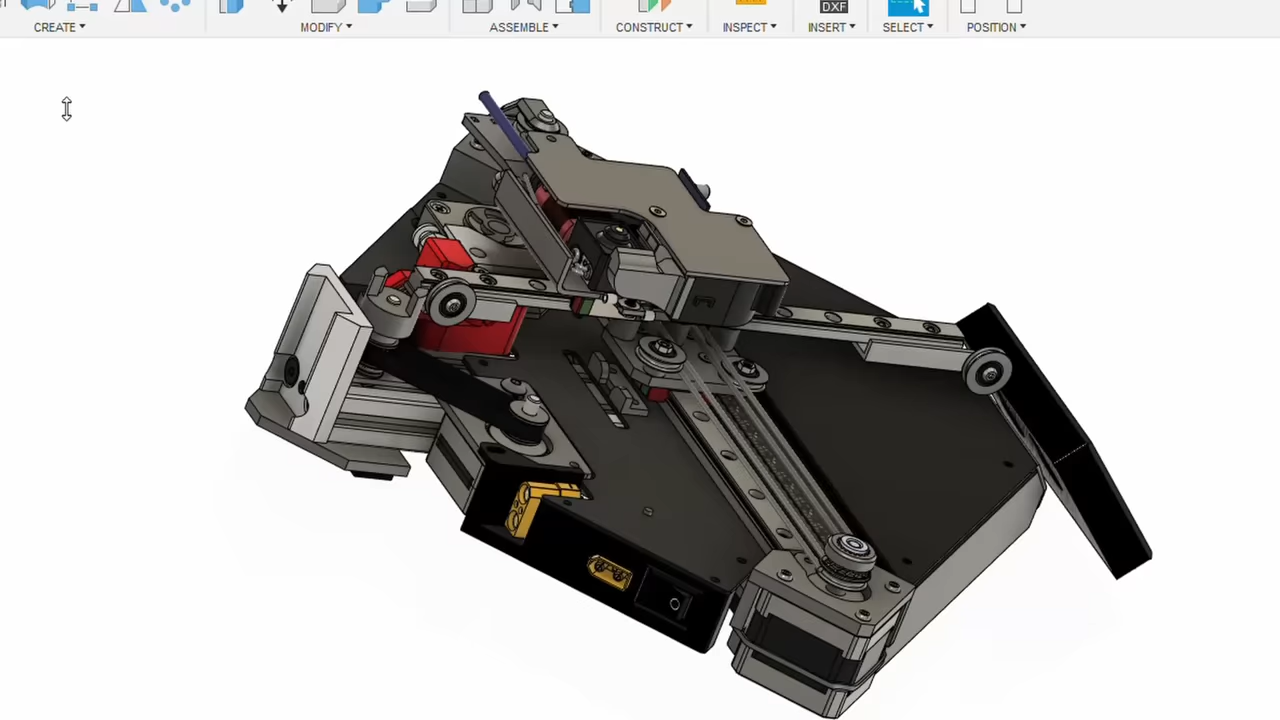 DXF
CREATE MODIFY ASSEMBLE CONSTRUCT INSPECT INSERT SELECT POSITION